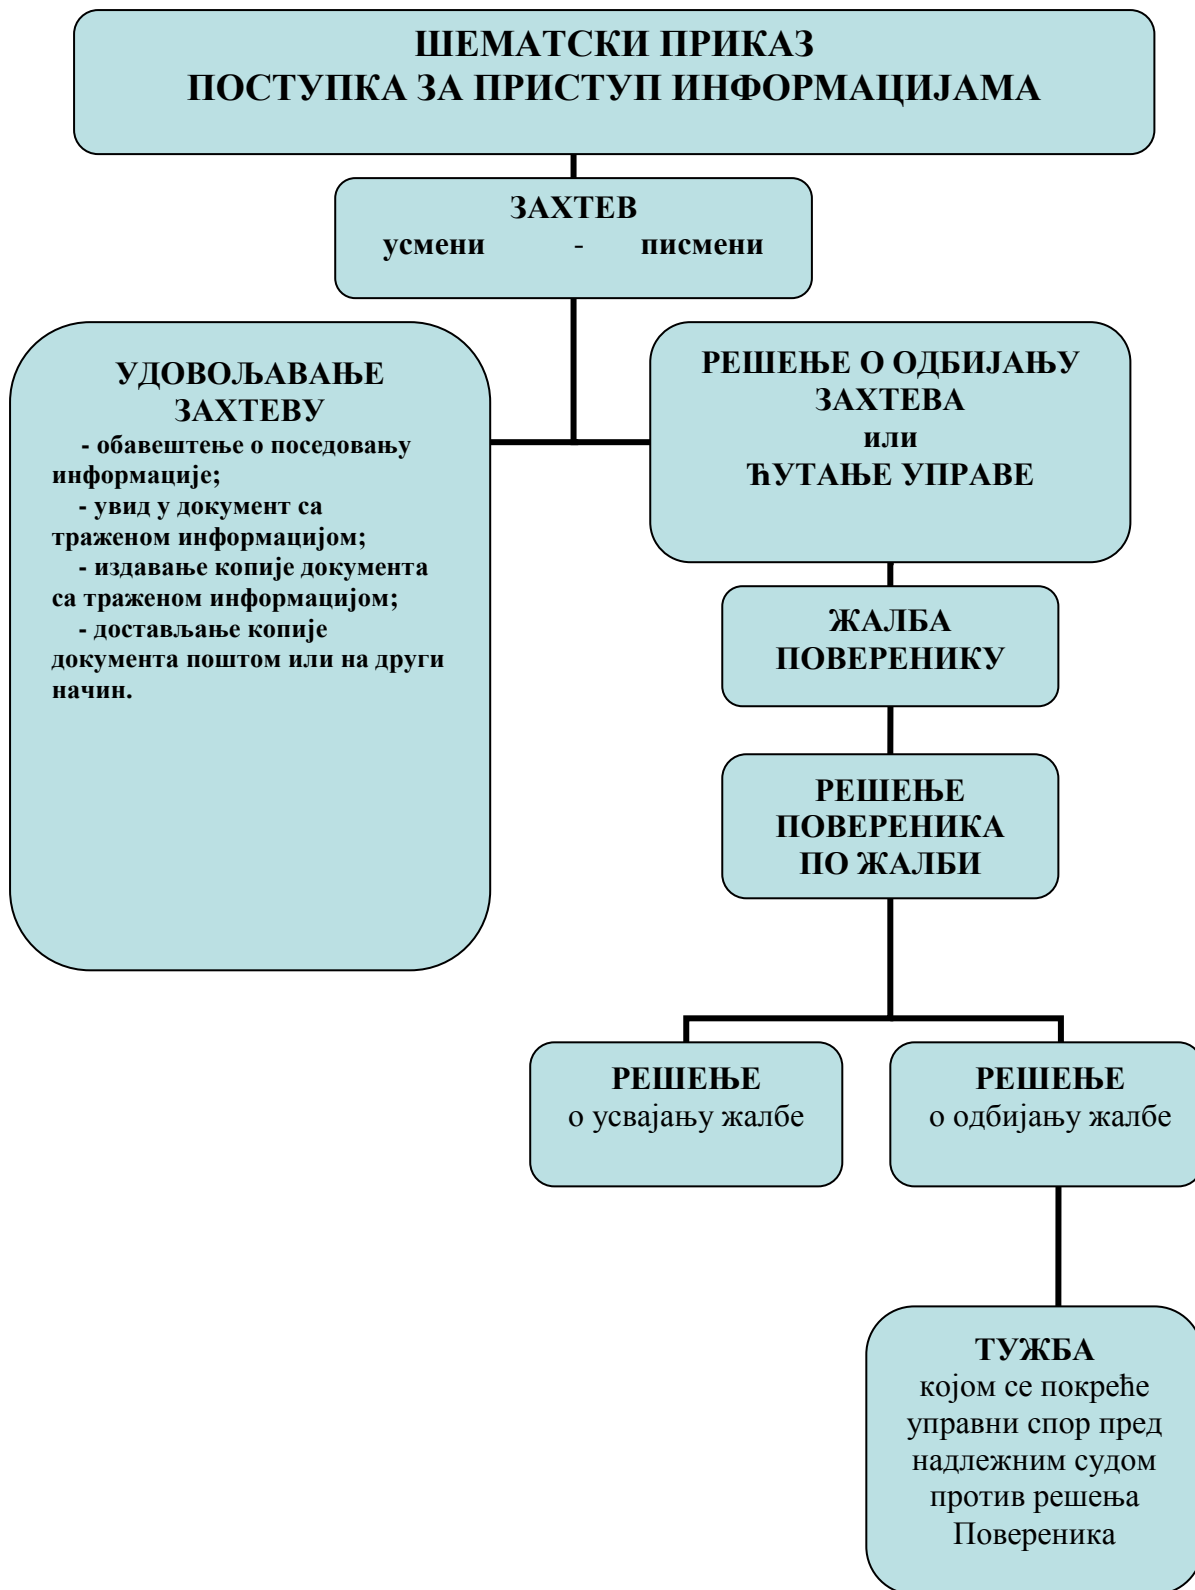 ШЕМАТСКИ ПРИКАЗ
ПОСТУПКА ЗА ПРИСТУП ИНФОРМАЦИЈАМА
ЗАХТЕВ
усмени - писмени
УДОВОЉАВАЊЕ
ЗАХТЕВУ
- обавештење о поседовању
информације;
- увид у документ са
траженом информацијом;
- издавање копије документа
са траженом информацијом;
- достављање копије
документа поштом или на други
начин.
РЕШЕЊЕ О ОДБИЈАЊУ
ЗАХТЕВА
или
ЋУТАЊЕ УПРАВЕ
ЖАЛБА
ПОВЕРЕНИКУ
РЕШЕЊЕ
ПОВЕРЕНИКА
ПО ЖАЛБИ
РЕШЕЊЕ
о усвајању жалбе
РЕШЕЊЕ
о одбијању жалбе
ТУЖБА
којом се покреће
управни спор пред
надлежним судом
против решења
Повереника